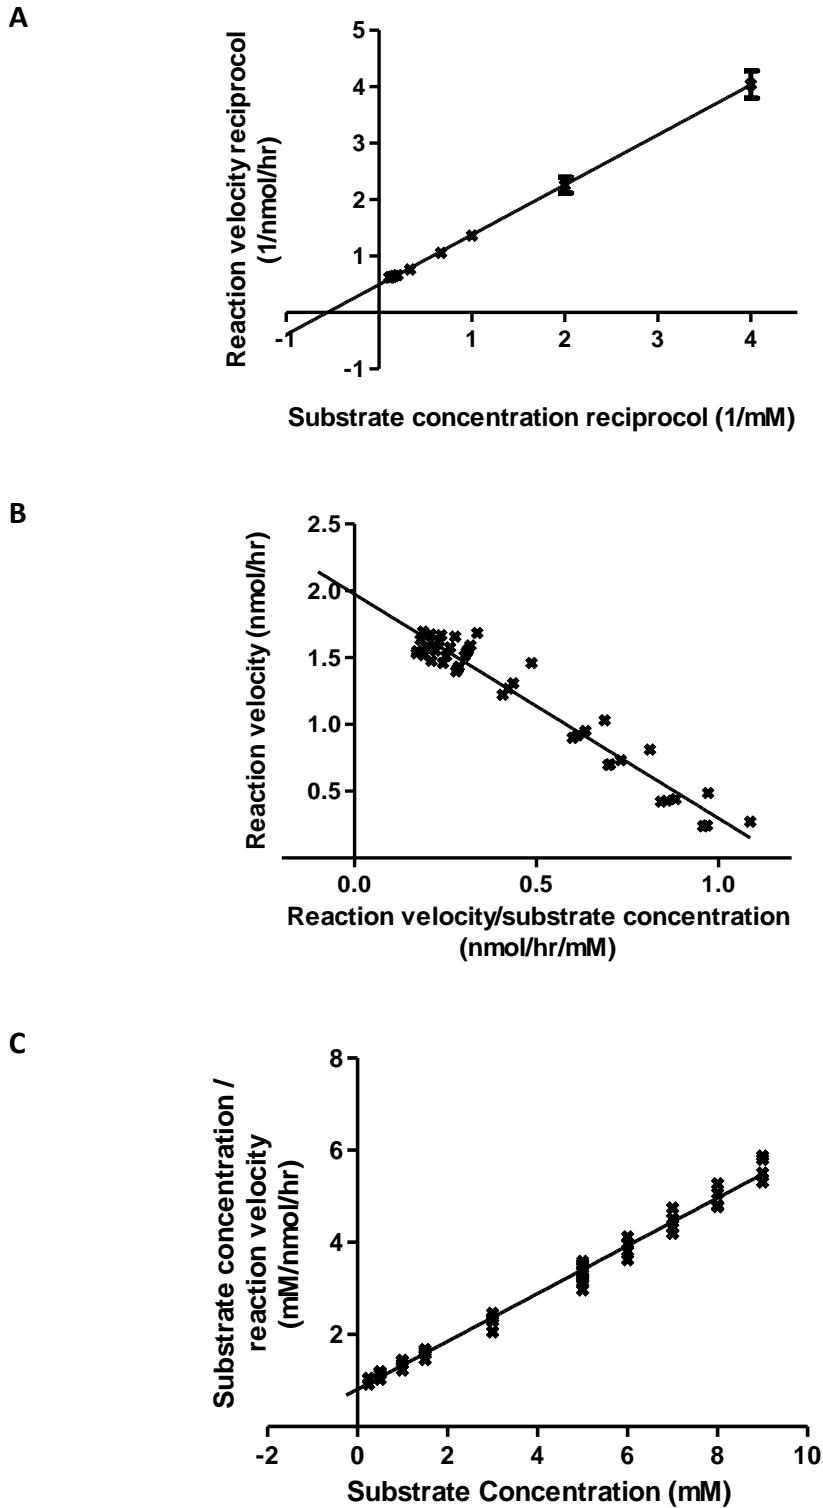 A
Reaction velocity reciprocol
(1/nmol/hr)
5
4
3
2
1
-1
-1
1
2
3
4
Substrate concentration reciprocol (1/mM)
B
Reaction velocity (nmol/hr)
2.5
2.0
1.5
1.0
0.5
0.0
0.5
1.0
Reaction velocity/substrate concentration
(nmol/hr/mM)
C
Substrate concentration /
reaction velocity
(mM/nmol/hr)
8
6
4
2
-2
0
2
4
6
8
10
Substrate Concentration (mM)